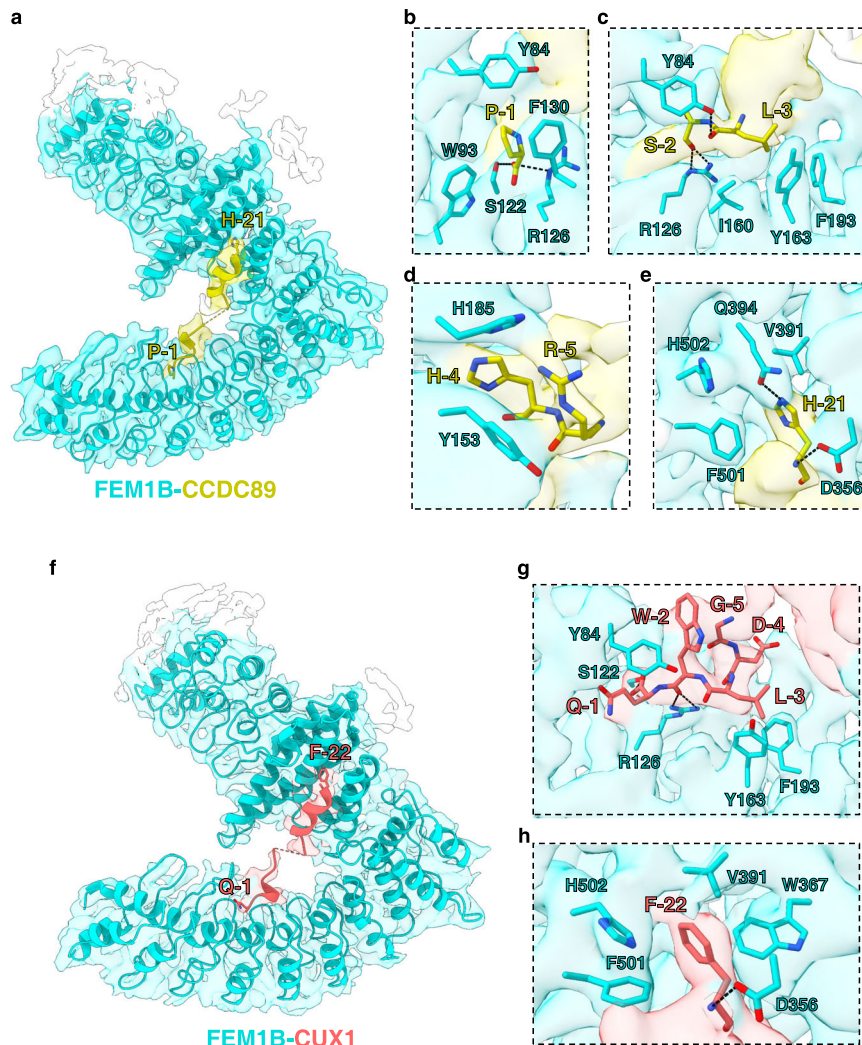 a
H-21
P-1
FEM1B-CCDC89
b
Y84
P-1
F130
W93
S122
R126
c
Y84
L-3
S-2
R126
I160
Y163
F193
d
H185
R-5
H-4
Y153
e
Q394
V391
H502
H-21
F501
D356
f
F-22
Q-1
FEM1B-CUX1
g
G-5
W-2
D-4
Y84
S122
Q-1
L-3
R126
F193
Y163
h
V391
H502
W367
F-22
F501
D356